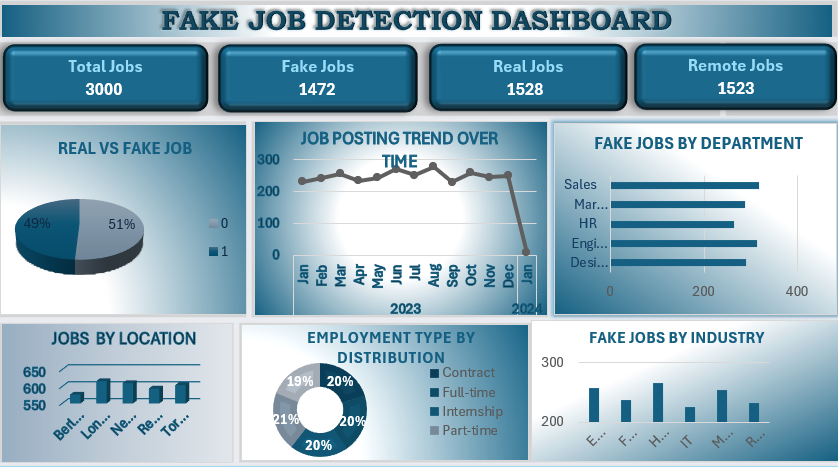 FAKE JOB DETECTION DASHBOARD
Total Jobs
3000
Fake Jobs
1472
Real Jobs
1528
Remote Jobs
1523
REAL VS FAKE JOB
49%
51%
0
1
JOB POSTING TREND OVER
TIME
300
200
100
0
Jan Feb Mar Apr May Jun Jul Aug Sep Oct Nov Dec Jan
2023 2024
FAKE JOBS BY DEPARTMENT
Sales
Mar...
HR
Engi...
Desi...
0 200 400
JOBS BY LOCATION
650
600
550
Berl... Lon... Ne... Re... Tor...
EMPLOYMENT TYPE BY
DISTRIBUTION
19% 20%
21% 20%
20%
Contract
Full-time
Internship
Part-time
FAKE JOBS BY INDUSTRY
300
200
E... F... H... IT M... R...